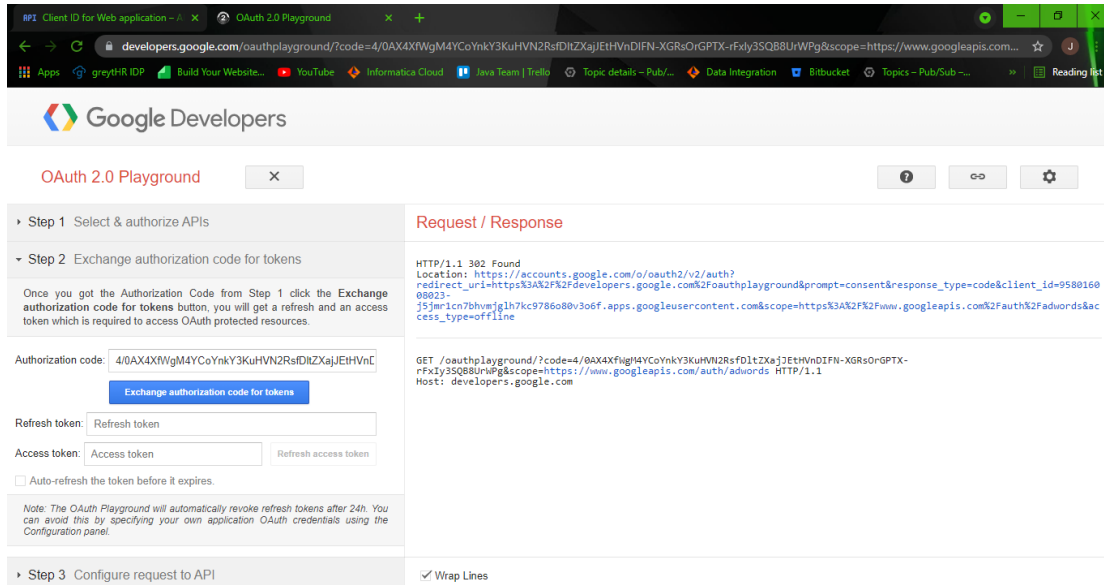 API Client ID for Web application – A
OAuth 2.0 Playground
developers.google.com/oauthplayground/?code=4/0AX4XfWgM4YCoYnkY3KuHVN2RsfDltZXajJEtHVnDIFN-XGRsOrGPTX-rFxIy3SQB8UrWPg&scope=https://www.googleapis.com...
J
Apps
greytHR IDP
Build Your Website...
YouTube
Informatica Cloud
Java Team | Trello
Topic details – Pub/...
Data Integration
Bitbucket
Topics – Pub/Sub –...
»
Reading list
Google Developers
OAuth 2.0 Playground
Step 1 Select & authorize APIs
Request / Response
Step 2 Exchange authorization code for tokens
HTTP/1.1 302 Found
Location: https://accounts.google.com/o/oauth2/v2/auth?
redirect_uri=https%3A%2F%2Fdevelopers.google.com%2Foauthplayground&prompt=consent&response_type=code&client_id=9580160
08023-
j5jmr1cn7bhvmjglh7kc9786o80v3o6f.apps.googleusercontent.com&scope=https%3A%2F%2Fwww.googleapis.com%2Fauth%2Fadwords&ac
cess_type=offline
Once you got the Authorization Code from Step 1 click the Exchange
authorization code for tokens button, you will get a refresh and an access
token which is required to access OAuth protected resources.
GET /oauthplayground/?code=4/0AX4XfWgM4YCoYnkY3KuHVN2RsfDltZXajJEtHVnDIFN-XGRsOrGPTX-
rFxIy3SQB8UrWPg&scope=https://www.googleapis.com/auth/adwords HTTP/1.1
Host: developers.google.com
Authorization code: 4/0AX4XfWgM4YCoYnkY3KuHVN2RsfDltZXajJEtHVnD
Exchange authorization code for tokens
Refresh token: Refresh token
Access token: Access token
Refresh access token
Auto-refresh the token before it expires.
Note: The OAuth Playground will automatically revoke refresh tokens after 24h. You
can avoid this by specifying your own application OAuth credentials using the
Configuration panel.
Step 3 Configure request to API
Wrap Lines